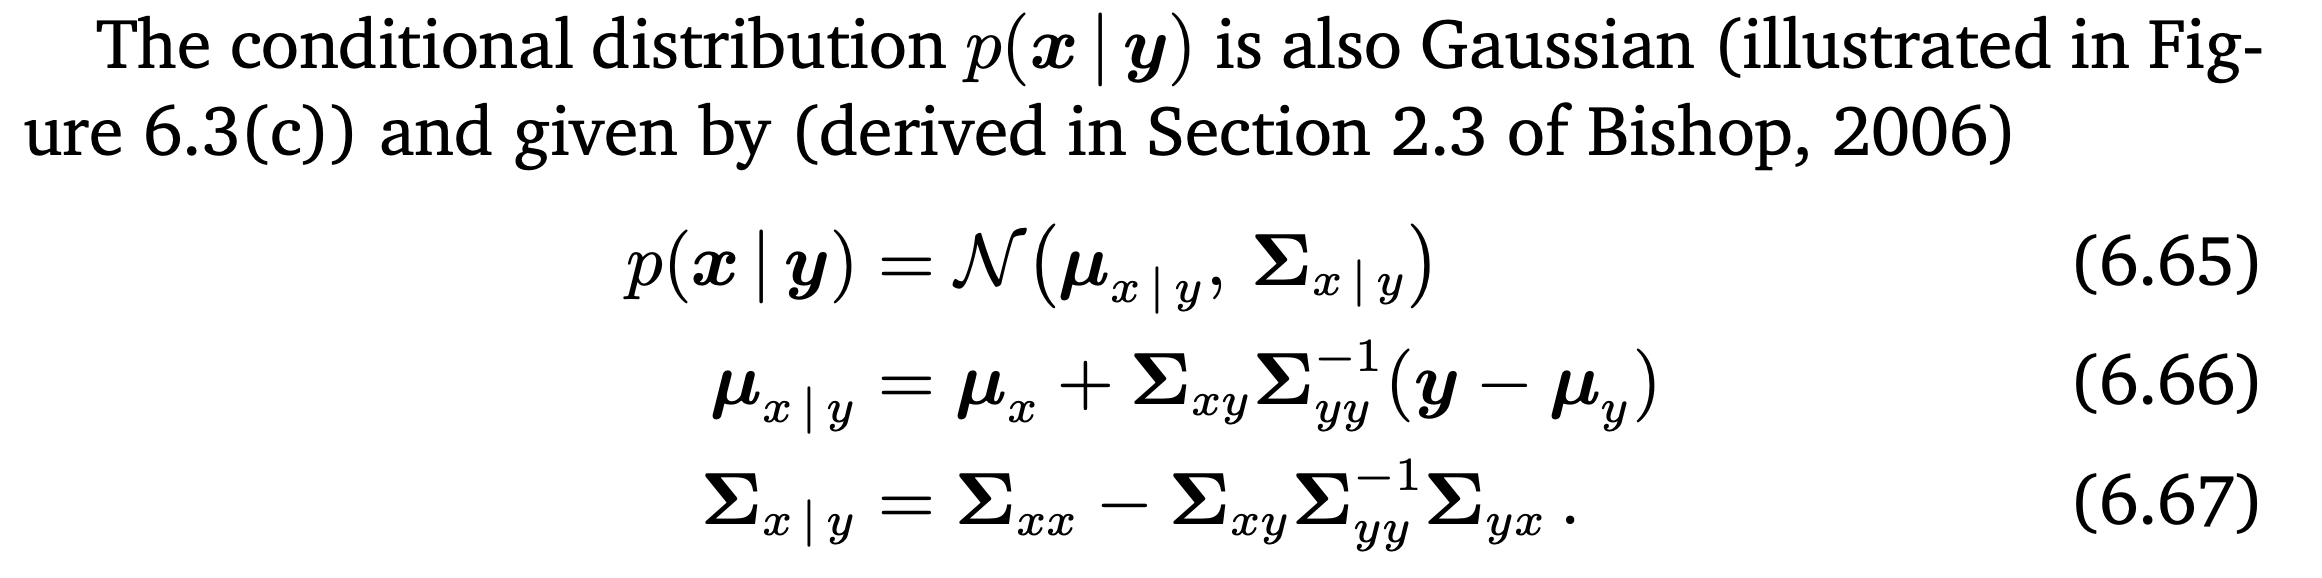 The conditional distribution p(x | y) is also Gaussian (illustrated in Fig-
ure 6.3(c)) and given by (derived in Section 2.3 of Bishop, 2006)
p(x | y) = 𝒩(μ_{x | y}, Σ_{x | y}) (6.65)
μ_{x | y} = μ_x + Σ_{xy}Σ_{yy}^{−1}(y − μ_y) (6.66)
Σ_{x | y} = Σ_{xx} − Σ_{xy}Σ_{yy}^{−1}Σ_{yx} . (6.67)